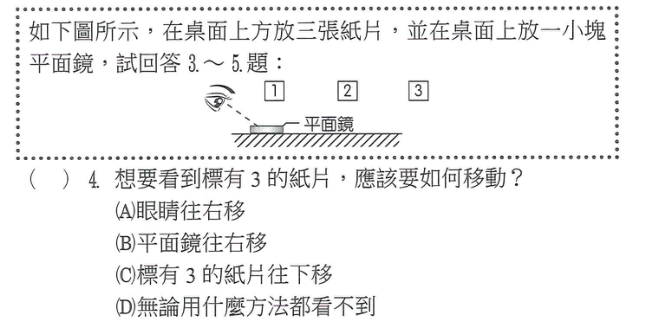 如下圖所示,在桌面上方放三張紙片,並在桌面上放一小塊
平面鏡,試回答 3.~ 5.題:
1 2 3
平面鏡
( ) 4. 想要看到標有 3 的紙片,應該要如何移動?
(A)眼睛往右移
(B)平面鏡往右移
(C)標有 3 的紙片往下移
(D)無論用什麼方法都看不到